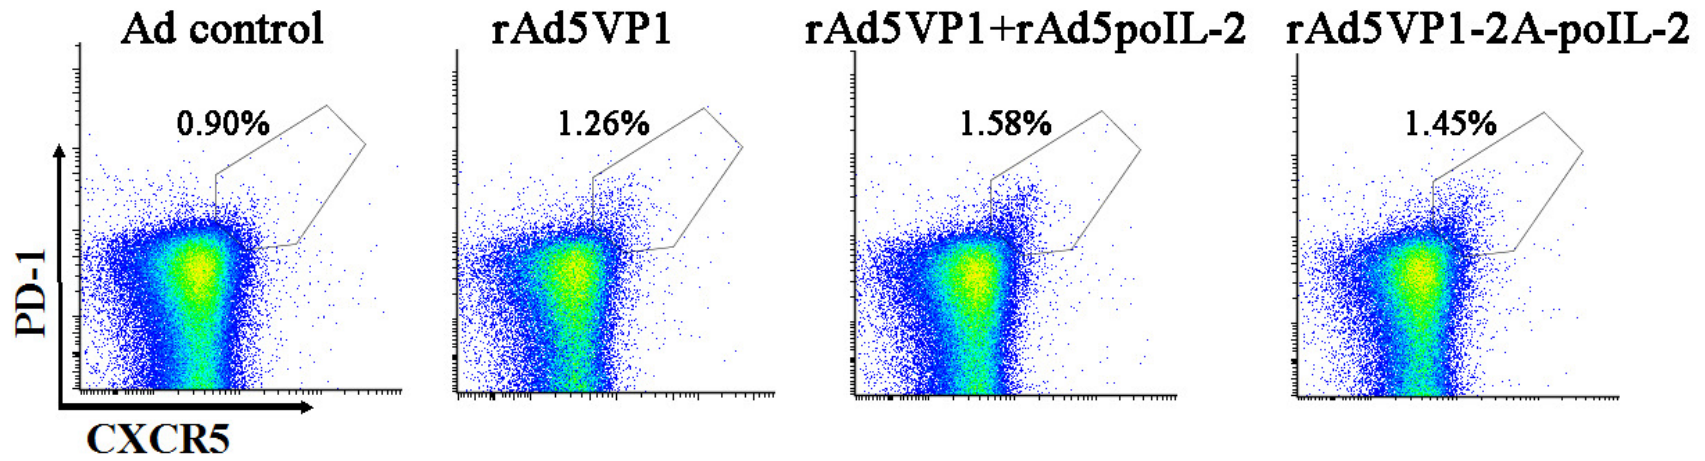 Ad control
rAd5VP1
rAd5VP1+rAd5poIL-2
rAd5VP1-2A-poIL-2
0.90%
1.26%
1.58%
1.45%
PD-1
CXCR5